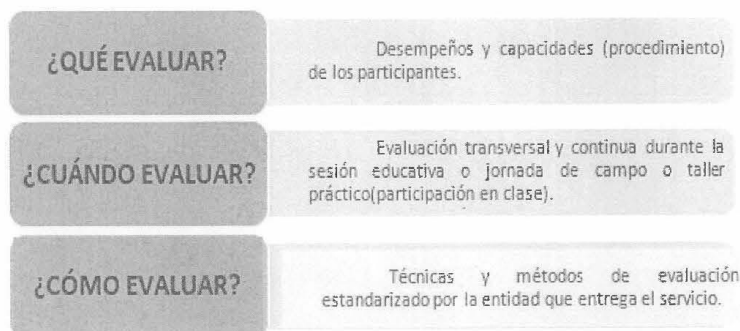 ¿QUÉ EVALUAR?
Desempeños y capacidades (procedimiento)
de los participantes.
¿CUÁNDO EVALUAR?
Evaluación transversal y continua durante la
sesión educativa o jornada de campo o taller
práctico(participación en clase).
¿CÓMO EVALUAR?
Técnicas y métodos de evaluación
estandarizado por la entidad que entrega el servicio.